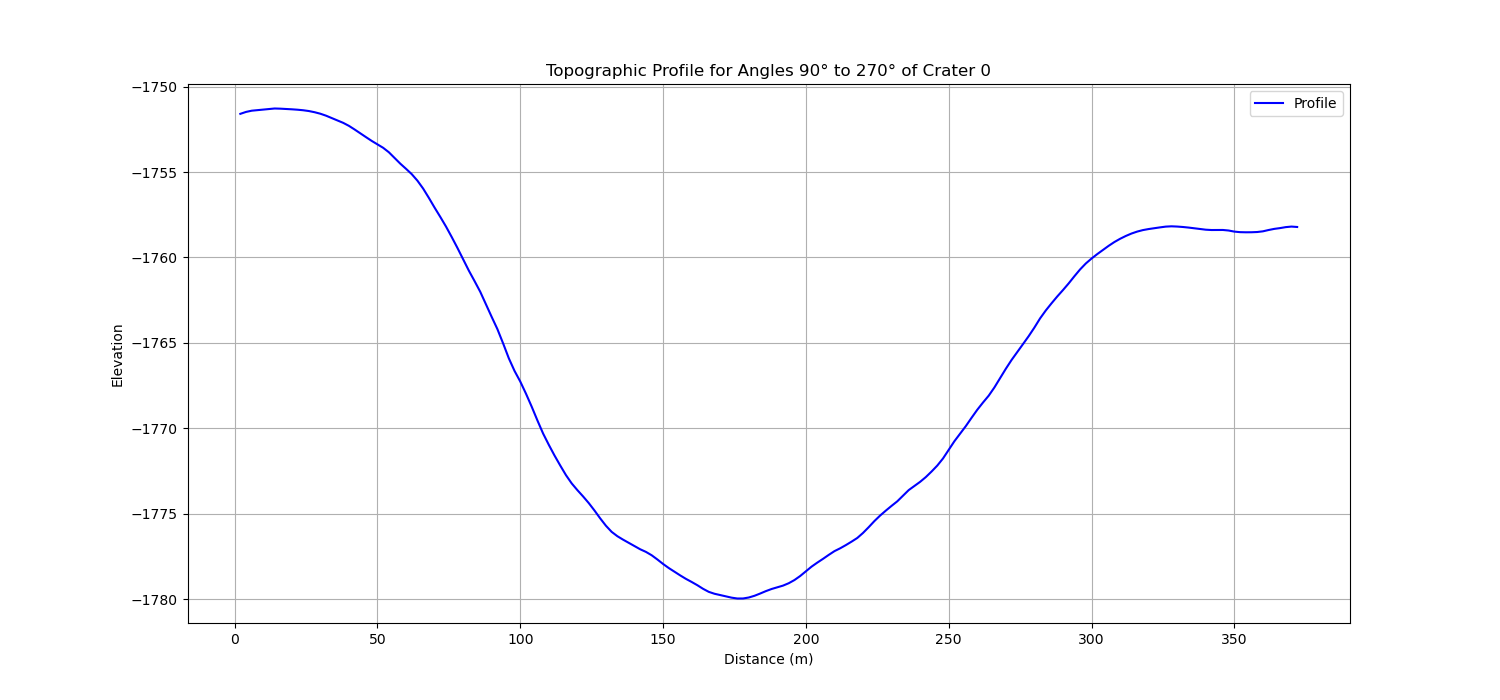 Topographic Profile for Angles 90° to 270° of Crater 0
Profile
Elevation
−1750
−1755
−1760
−1765
−1770
−1775
−1780
0 50 100 150 200 250 300 350
Distance (m)